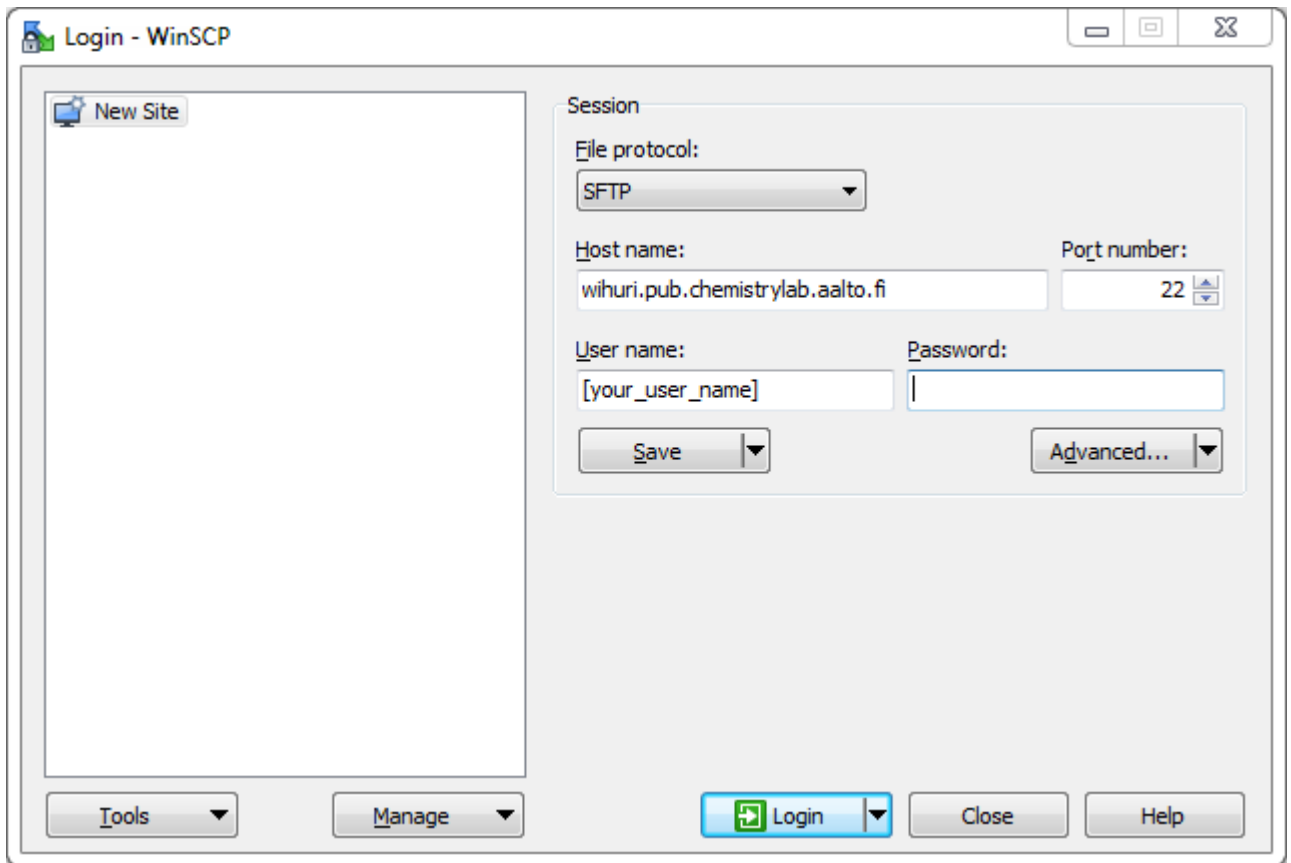 Login - WinSCP
New Site
Session
File protocol:
SFTP
Host name:
Port number:
wihuri.pub.chemistrylab.aalto.fi
22
User name:
Password:
[your_user_name]
Save
Advanced...
Tools
Manage
Login
Close
Help